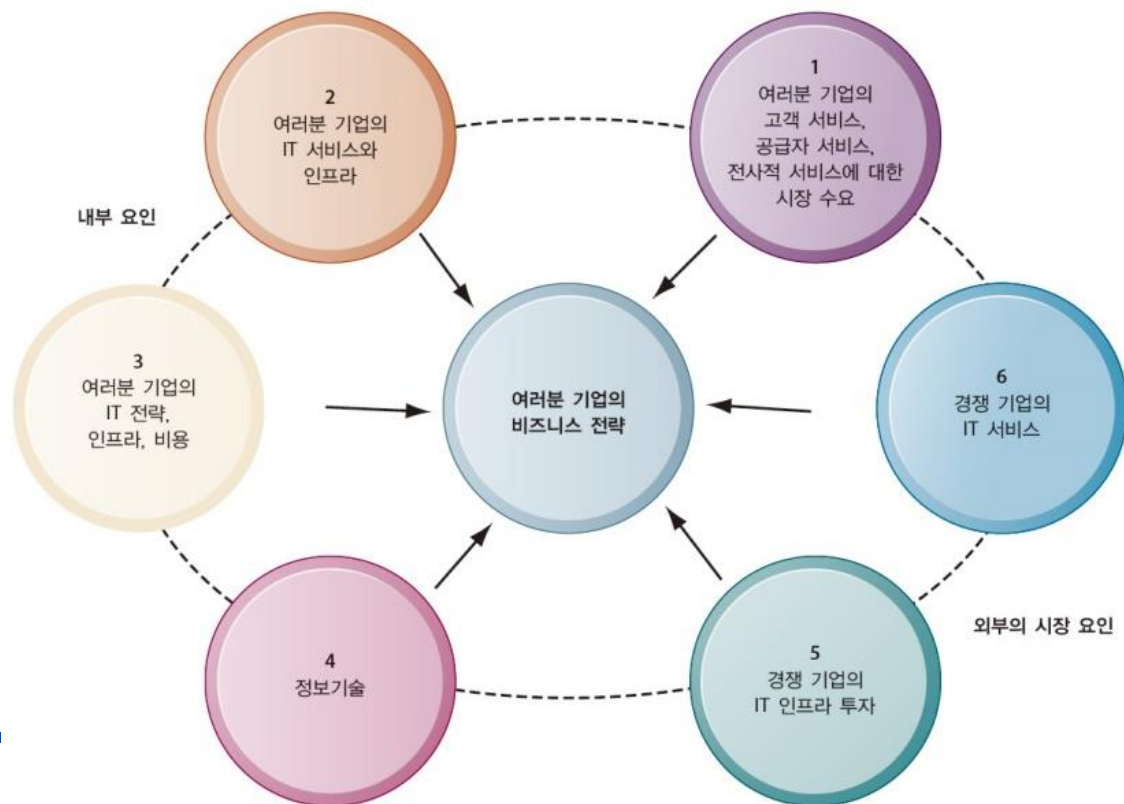 1
여러분 기업의
고객 서비스,
공급자 서비스,
전사적 서비스에 대한
시장 수요
2
여러분 기업의
IT 서비스와
인프라
내부 요인
3
여러분 기업의
IT 전략,
인프라, 비용
여러분 기업의
비즈니스 전략
6
경쟁 기업의
IT 서비스
4
정보기술
5
경쟁 기업의
IT 인프라 투자
외부의 시장 요인